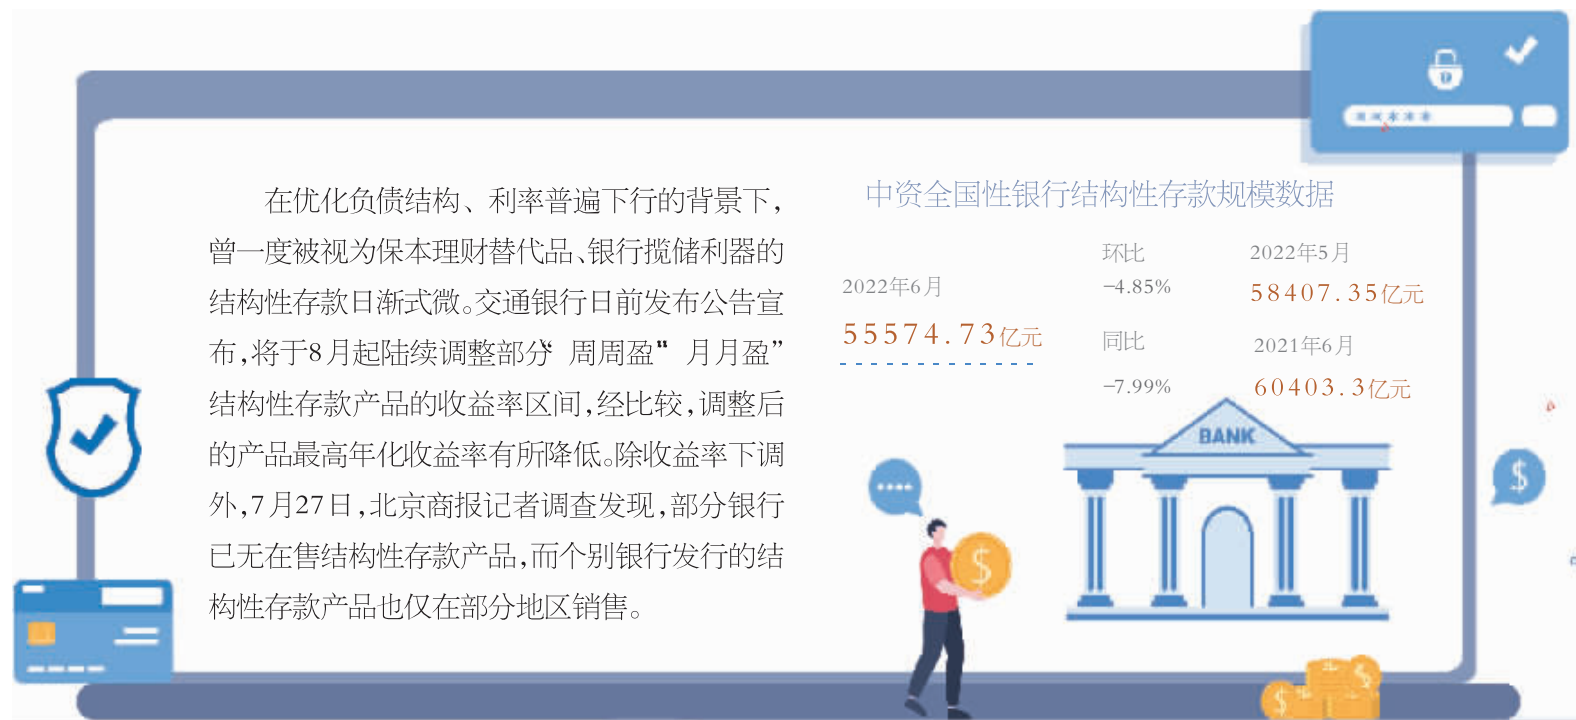 在优化负债结构、利率普遍下行的背景下，
曾一度被视为保本理财替代品、银行揽储利器的
结构性存款日渐式微。交通银行日前发布公告宣
布，将于8月起陆续调整部分“周周盈”“月月盈”
结构性存款产品的收益率区间，经比较，调整后
的产品最高年化收益率有所降低。除收益率下调
外，7月27日，北京商报记者调查发现，部分银行
已无在售结构性存款产品，而个别银行发行的结
构性存款产品也仅在部分地区销售。
中资全国性银行结构性存款规模数据
2022年6月
55574.73亿元
环比
-4.85%
2022年5月
58407.35亿元
同比
-7.99%
2021年6月
60403.3亿元
BANK
$
$
$
$
*****